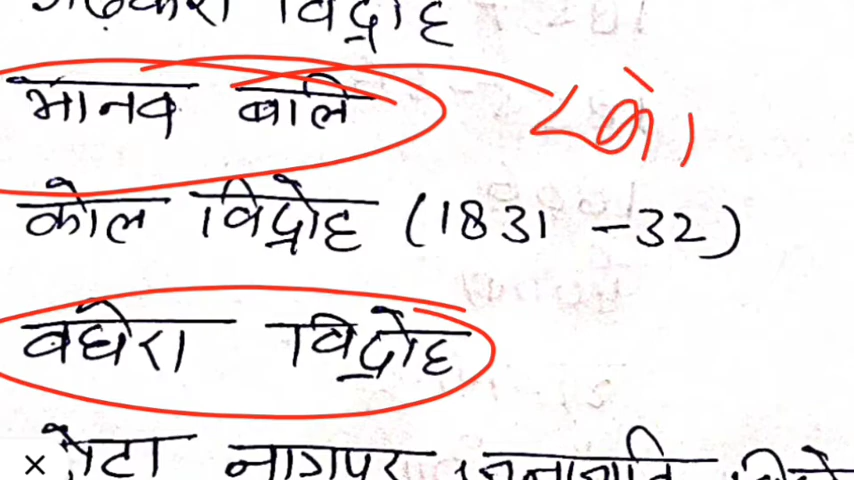 विद्रोह
मानव बलि
के।
कोल विद्रोह (1831 - 32)
बघेरा विद्रोह
× नागपुर जनजाति